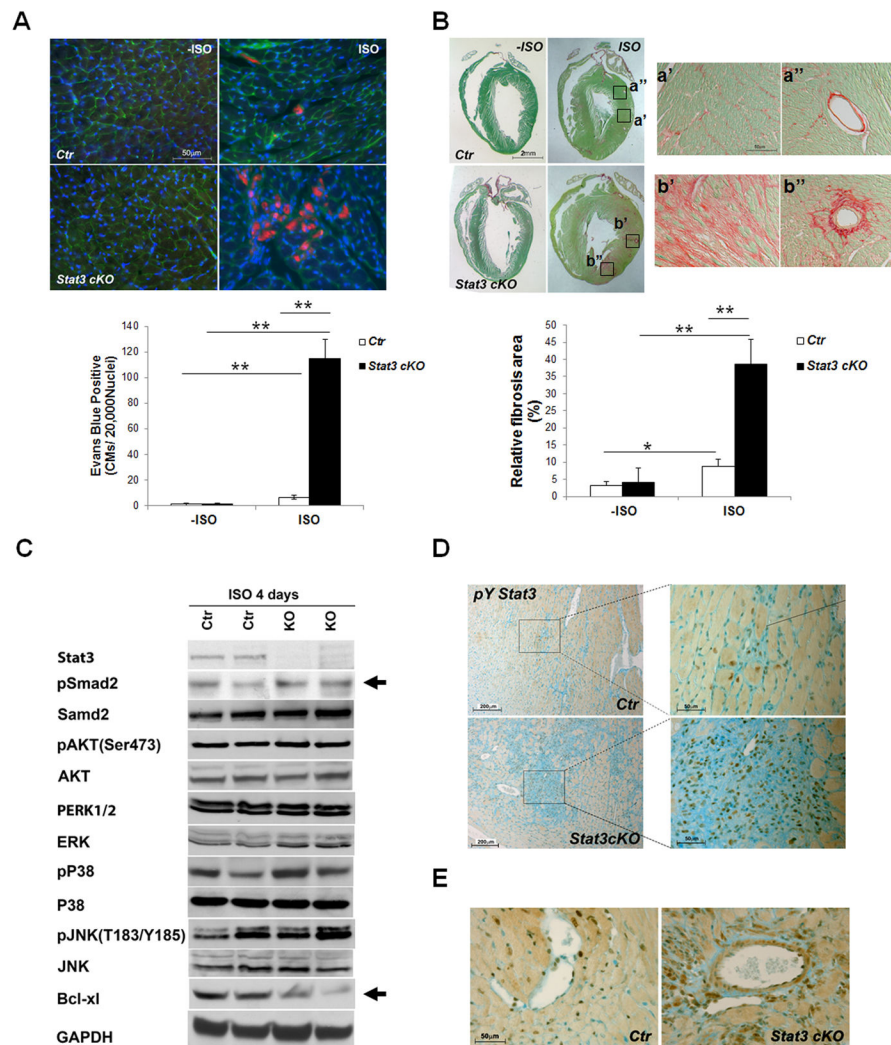 A
-ISO
ISO
Ctr
50μm
Stat3 cKO
140
120
100
80
60
40
20
0
Evans Blue Positive
(CMs/ 20,000Nuclei)
**
**
**
Ctr
Stat3 cKO
-ISO
ISO
B
-ISO
ISO
a''
a'
Ctr
2mm
b'
b''
Stat3 cKO
a'
a''
b'
b''
50
45
40
35
30
25
20
15
10
5
0
Relative fibrosis area
(%)
**
**
*
Ctr
Stat3 cKO
-ISO
ISO
C
ISO 4 days
Ctr
Ctr
KO
KO
Stat3
pSmad2
Samd2
pAKT(Ser473)
AKT
PERK1/2
ERK
pP38
P38
pJNK(T183/Y185)
JNK
Bcl-xl
GAPDH
D
pY Stat3
200μm
Ctr
50μm
200μm
Stat3cKO
50μm
E
50μm
Ctr
Stat3 cKO